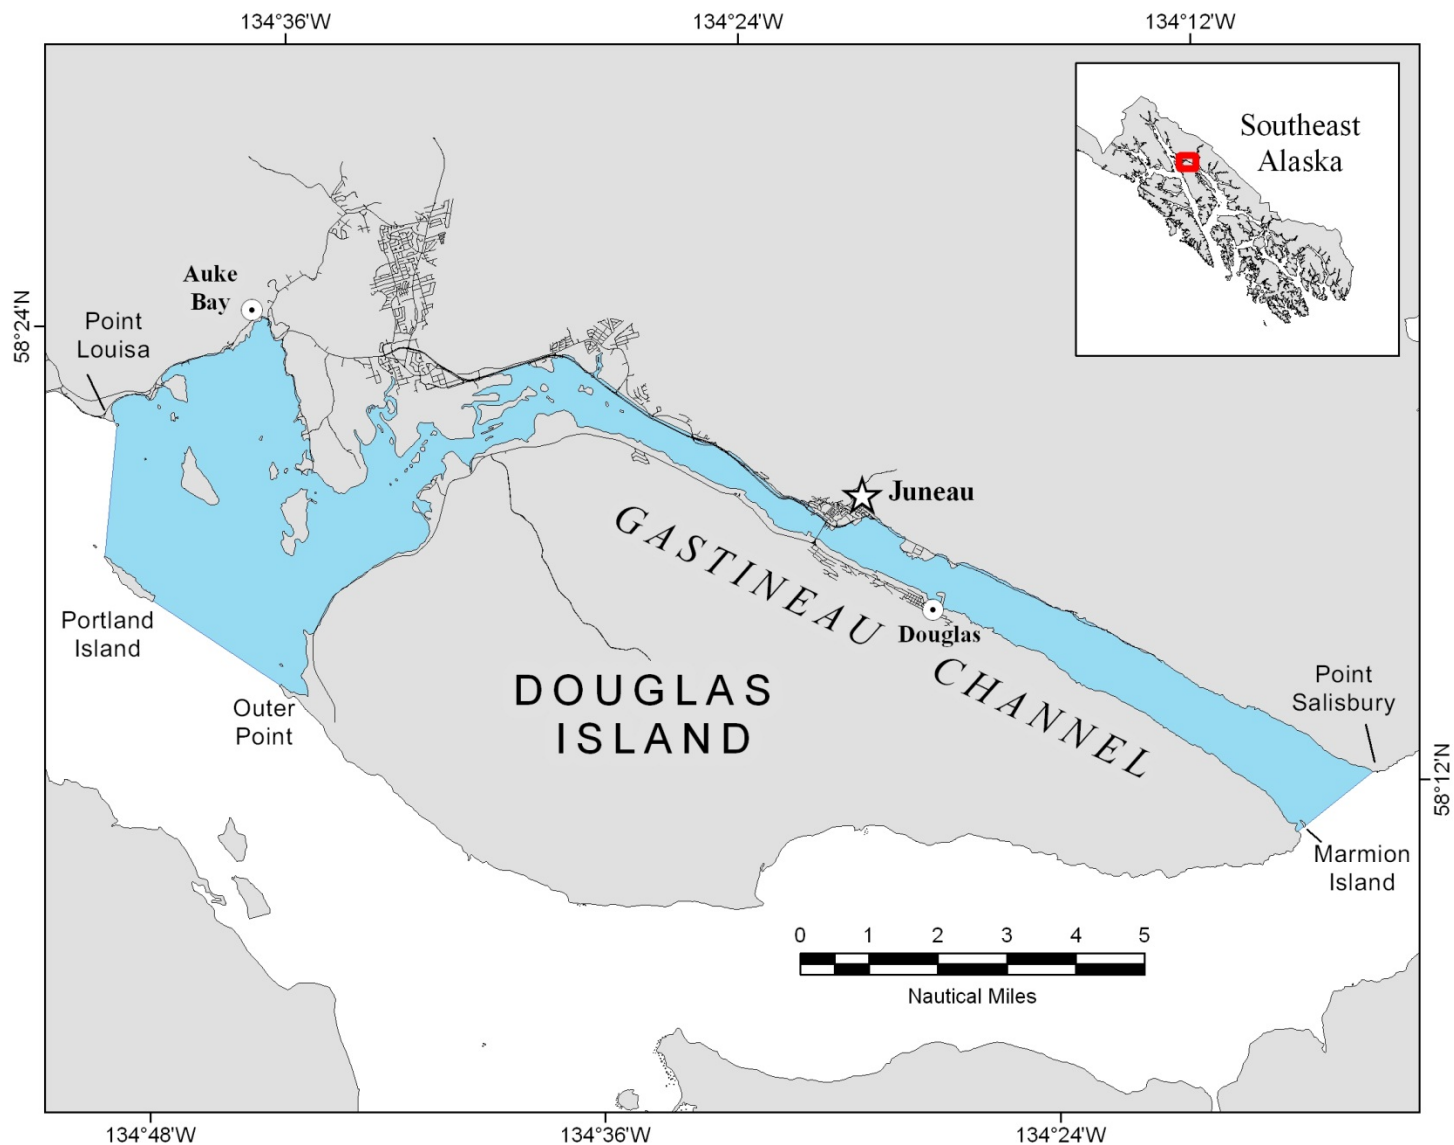 134°36'W
134°24'W
134°12'W
Southeast
Alaska
Auke
Bay
58°24'N
Point
Louisa
Juneau
GASTINEAU
CHANNEL
Portland
Island
Douglas
DOUGLAS
ISLAND
Outer
Point
Point
Salisbury
58°12'N
Marmion
Island
0 1 2 3 4 5
Nautical Miles
134°48'W
134°36'W
134°24'W